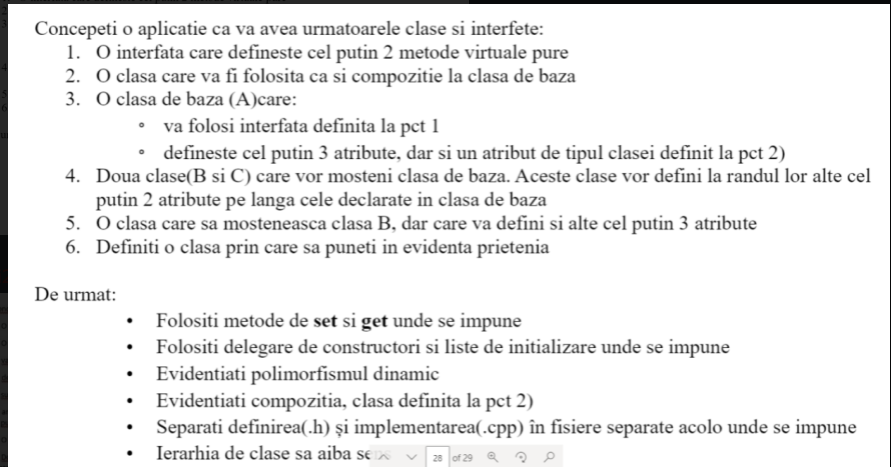 Concepeti o aplicatie ca va avea urmatoarele clase si interfete:
1. O interfata care defineste cel putin 2 metode virtuale pure
2. O clasa care va fi folosita ca si compozitie la clasa de baza
3. O clasa de baza (A)care:
◦ va folosi interfata definita la pct 1
◦ defineste cel putin 3 atribute, dar si un atribut de tipul clasei definit la pct 2)
4. Doua clase(B si C) care vor mosteni clasa de baza. Aceste clase vor defini la randul lor alte cel
putin 2 atribute pe langa cele declarate in clasa de baza
5. O clasa care sa mosteneasca clasa B, dar care va defini si alte cel putin 3 atribute
6. Definiti o clasa prin care sa puneti in evidenta prietenia
De urmat:
• Folositi metode de set si get unde se impune
• Folositi delegare de constructori si liste de initializare unde se impune
• Evidentiati polimorfismul dinamic
• Evidentiati compozitia, clasa definita la pct 2)
• Separati definirea(.h) și implementarea(.cpp) în fisiere separate acolo unde se impune
• Ierarhia de clase sa aiba
28 of 29